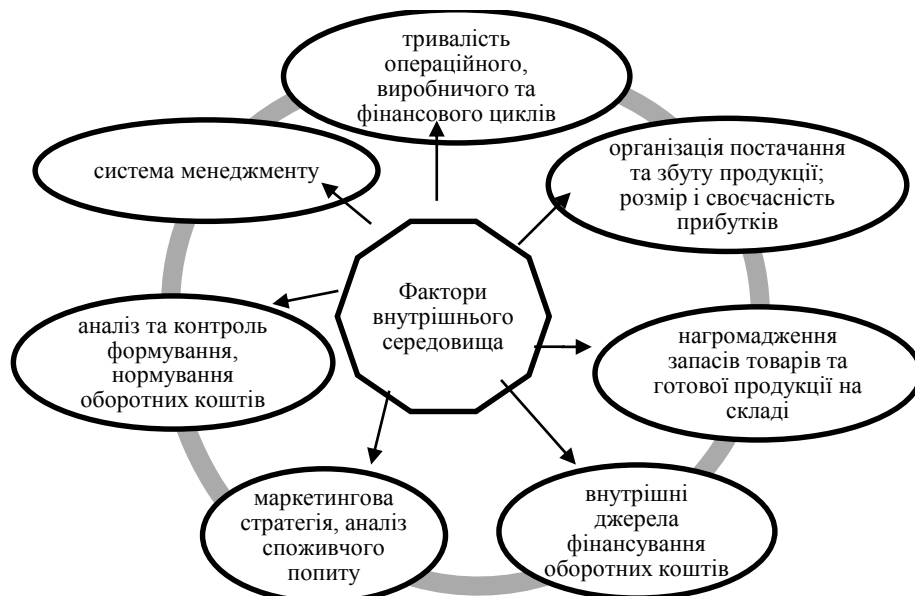 тривалість
операційного,
виробничого та
фінансового циклів
організація постачання
та збуту продукції;
розмір і своєчасність
прибутків
нагромадження
запасів товарів та
готової продукції на
складі
внутрішні
джерела
фінансування
оборотних коштів
маркетингова
стратегія, аналіз
споживчого
попиту
аналіз та контроль
формування,
нормування
оборотних коштів
система менеджменту
Фактори
внутрішнього
середовища